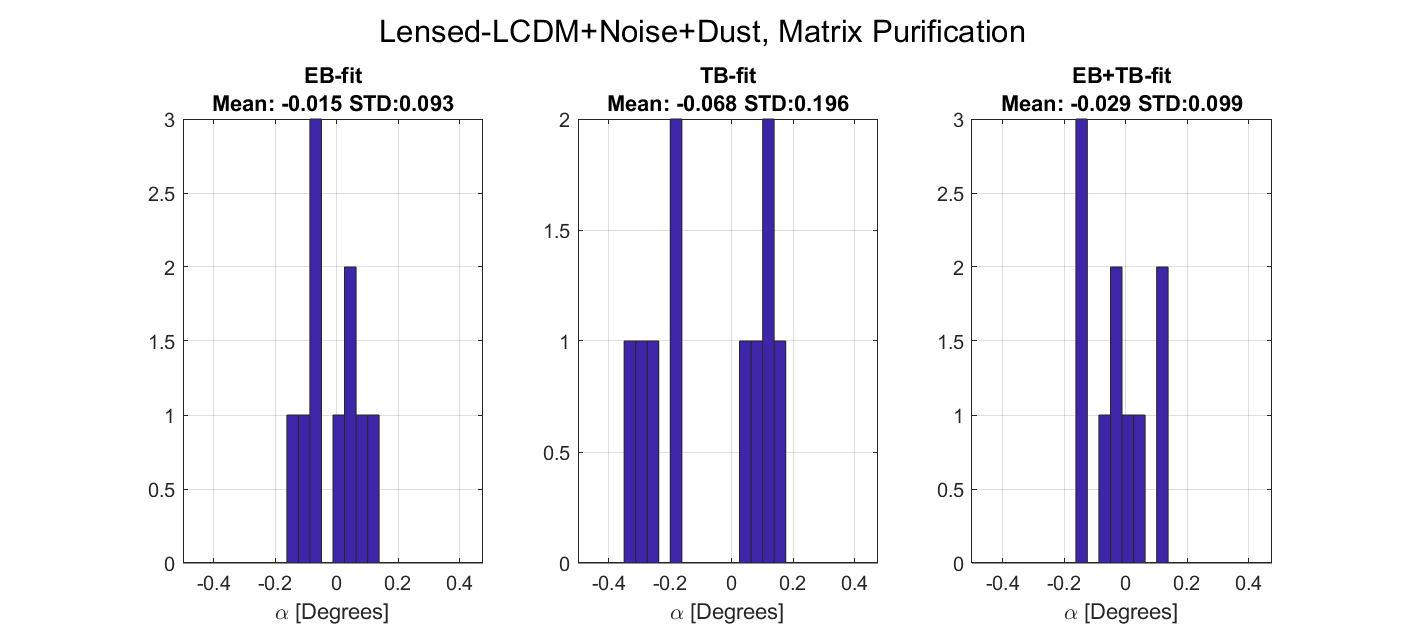 Lensed-LCDM+Noise+Dust, Matrix Purification
EB-fit
Mean: -0.015 STD:0.093
3
2.5
2
1.5
1
0.5
0
-0.4 -0.2 0 0.2 0.4
α [Degrees]
TB-fit
Mean: -0.068 STD:0.196
2
1.5
1
0.5
0
-0.4 -0.2 0 0.2 0.4
α [Degrees]
EB+TB-fit
Mean: -0.029 STD:0.099
3
2.5
2
1.5
1
0.5
0
-0.4 -0.2 0 0.2 0.4
α [Degrees]